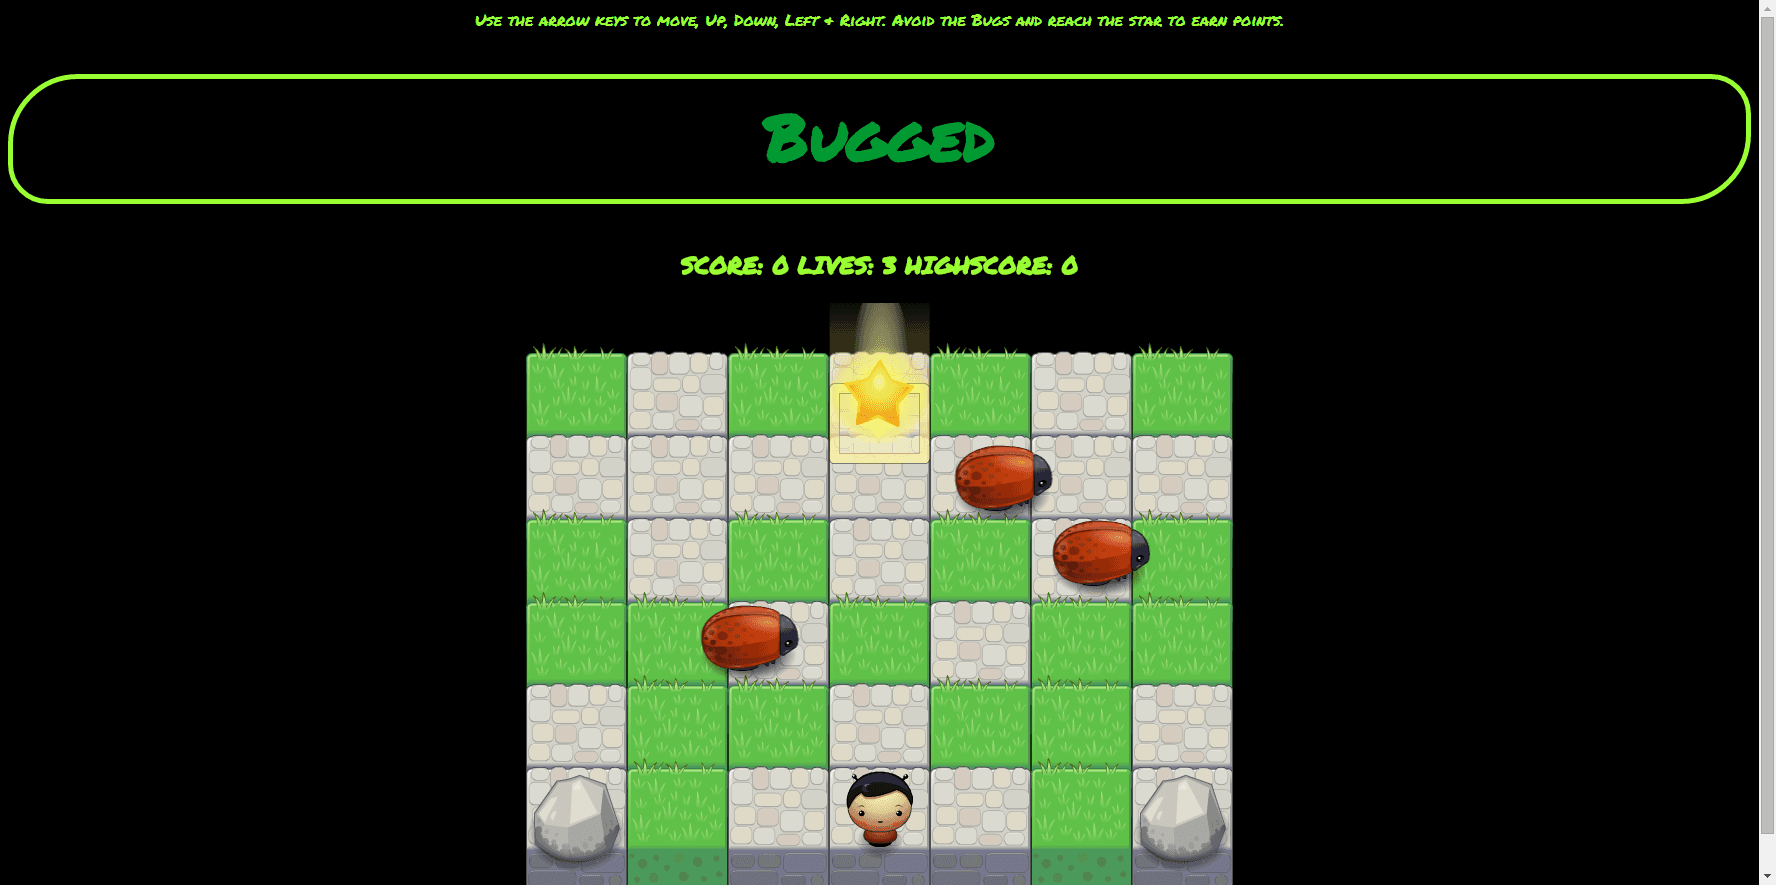 Use the arrow keys to move, Up, Down, Left & Right. Avoid the Bugs and reach the star to earn points.
Bugged
SCORE: 0 LIVES: 3 HIGHSCORE: 0